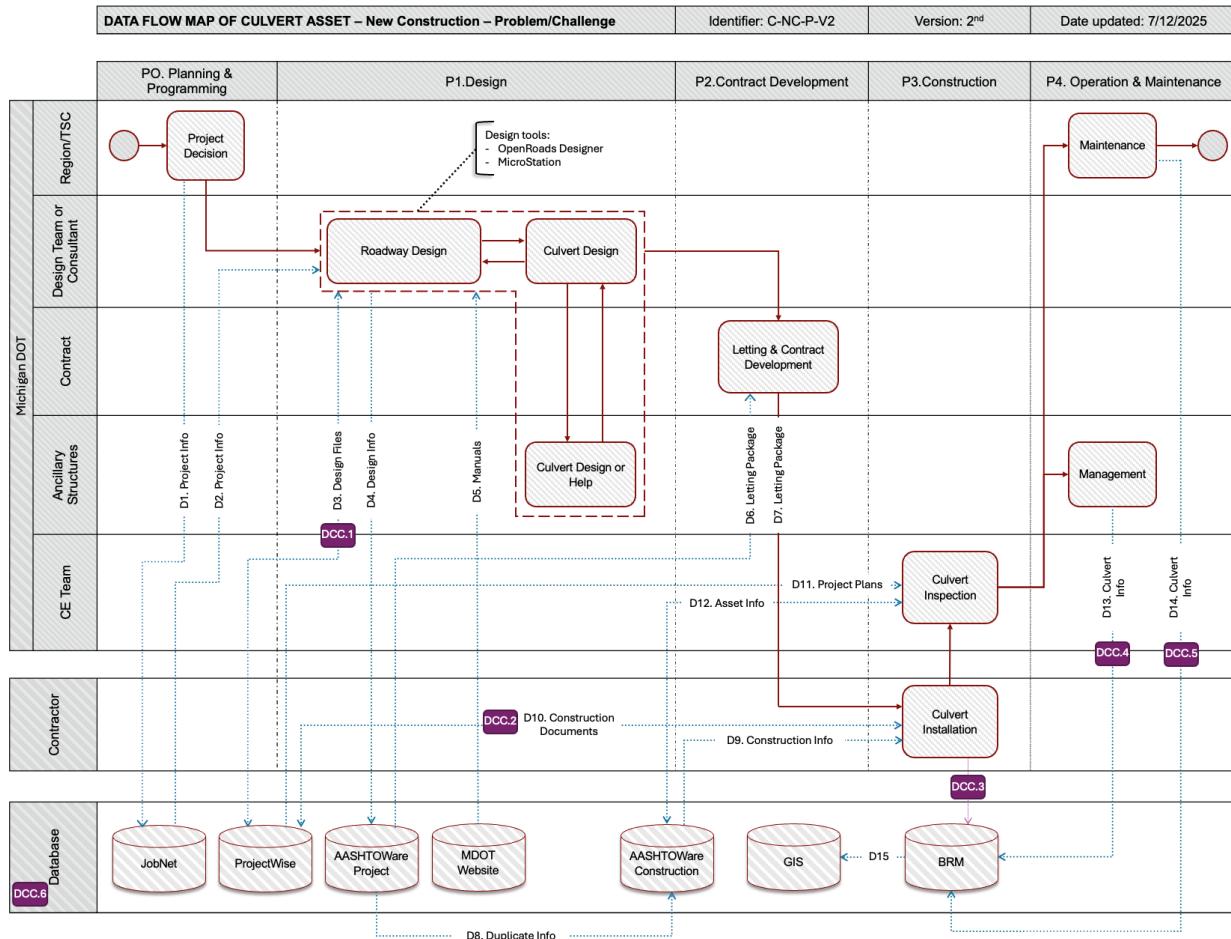 DATA FLOW MAP OF CULVERT ASSET – New Construction – Problem/Challenge
Identifier: C-NC-P-V2
Version: 2nd
Date updated: 7/12/2025
PO. Planning &
Programming
P1.Design
P2.Contract Development
P3.Construction
P4. Operation & Maintenance
Michigan DOT
Region/TSC
Project
Decision
Design tools:
- OpenRoads Designer
- MicroStation
Maintenance
Design Team or
Consultant
Roadway Design
Culvert Design
Contract
Letting & Contract
Development
Ancillary
Structures
D1. Project Info
D2. Project Info
D3. Design Files
D4. Design Info
D5. Manuals
Culvert Design or
Help
D6. Letting Package
D7. Letting Package
Management
DCC.1
CE Team
D11. Project Plans
D12. Asset Info
Culvert
Inspection
D13. Culvert
Info
D14. Culvert
Info
DCC.4
DCC.5
Contractor
DCC.2
D10. Construction
Documents
D9. Construction Info
Culvert
Installation
DCC.3
Database
DCC.6
JobNet
ProjectWise
AASHTOWare
Project
MDOT
Website
AASHTOWare
Construction
GIS
D15
BRM
D8. Duplicate Info